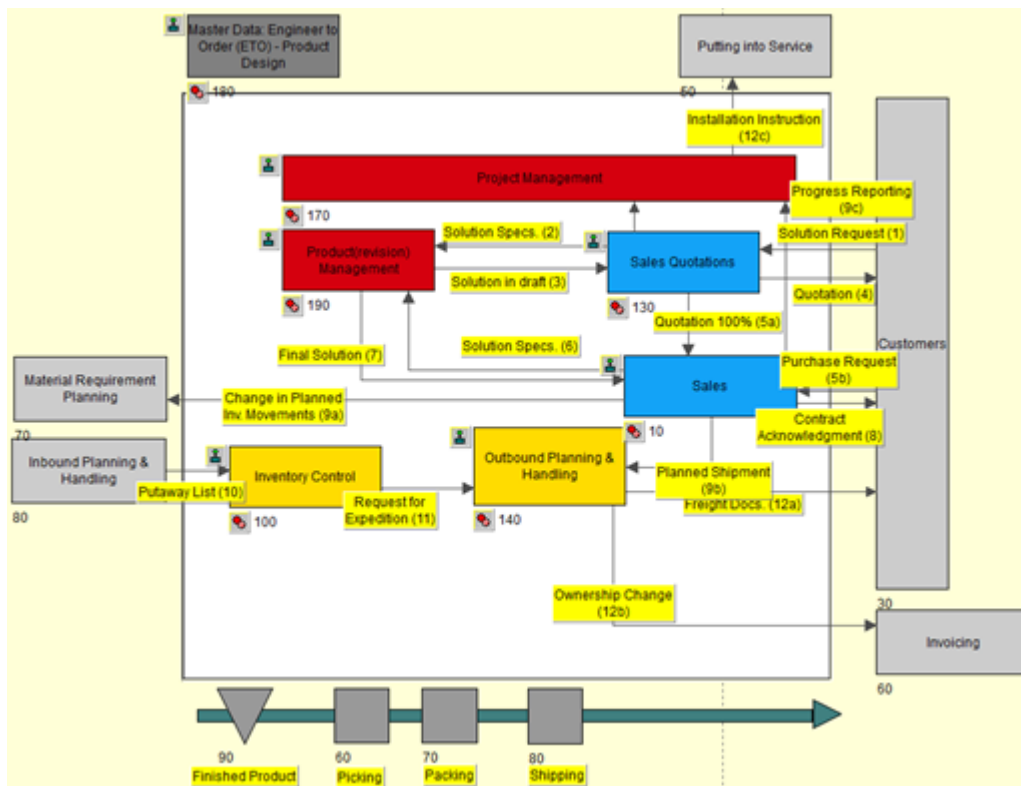 Master Data: Engineer to
Order (ETO) - Product
Design
Putting into Service
180
50
Installation Instruction
(12c)
Project Management
170
Progress Reporting
(9c)
Solution Specs. (2)
Solution Request (1)
Product(revision)
Management
Sales Quotations
Solution in draft (3)
Quotation (4)
190
130
Quotation 100% (5a)
Customers
Final Solution (7)
Solution Specs. (6)
Purchase Request
(5b)
Material Requirement
Planning
Sales
Change in Planned
Inv. Movements (9a)
Contract
Acknowledgment (8)
70
10
Inbound Planning &
Handling
Inventory Control
Outbound Planning &
Handling
Planned Shipment
(9b)
Putaway List (10)
Request for
Expedition (11)
Freight Docs. (12a)
80
100
140
Ownership Change
(12b)
30
Invoicing
60
90
60
70
80
Finished Product
Picking
Packing
Shipping